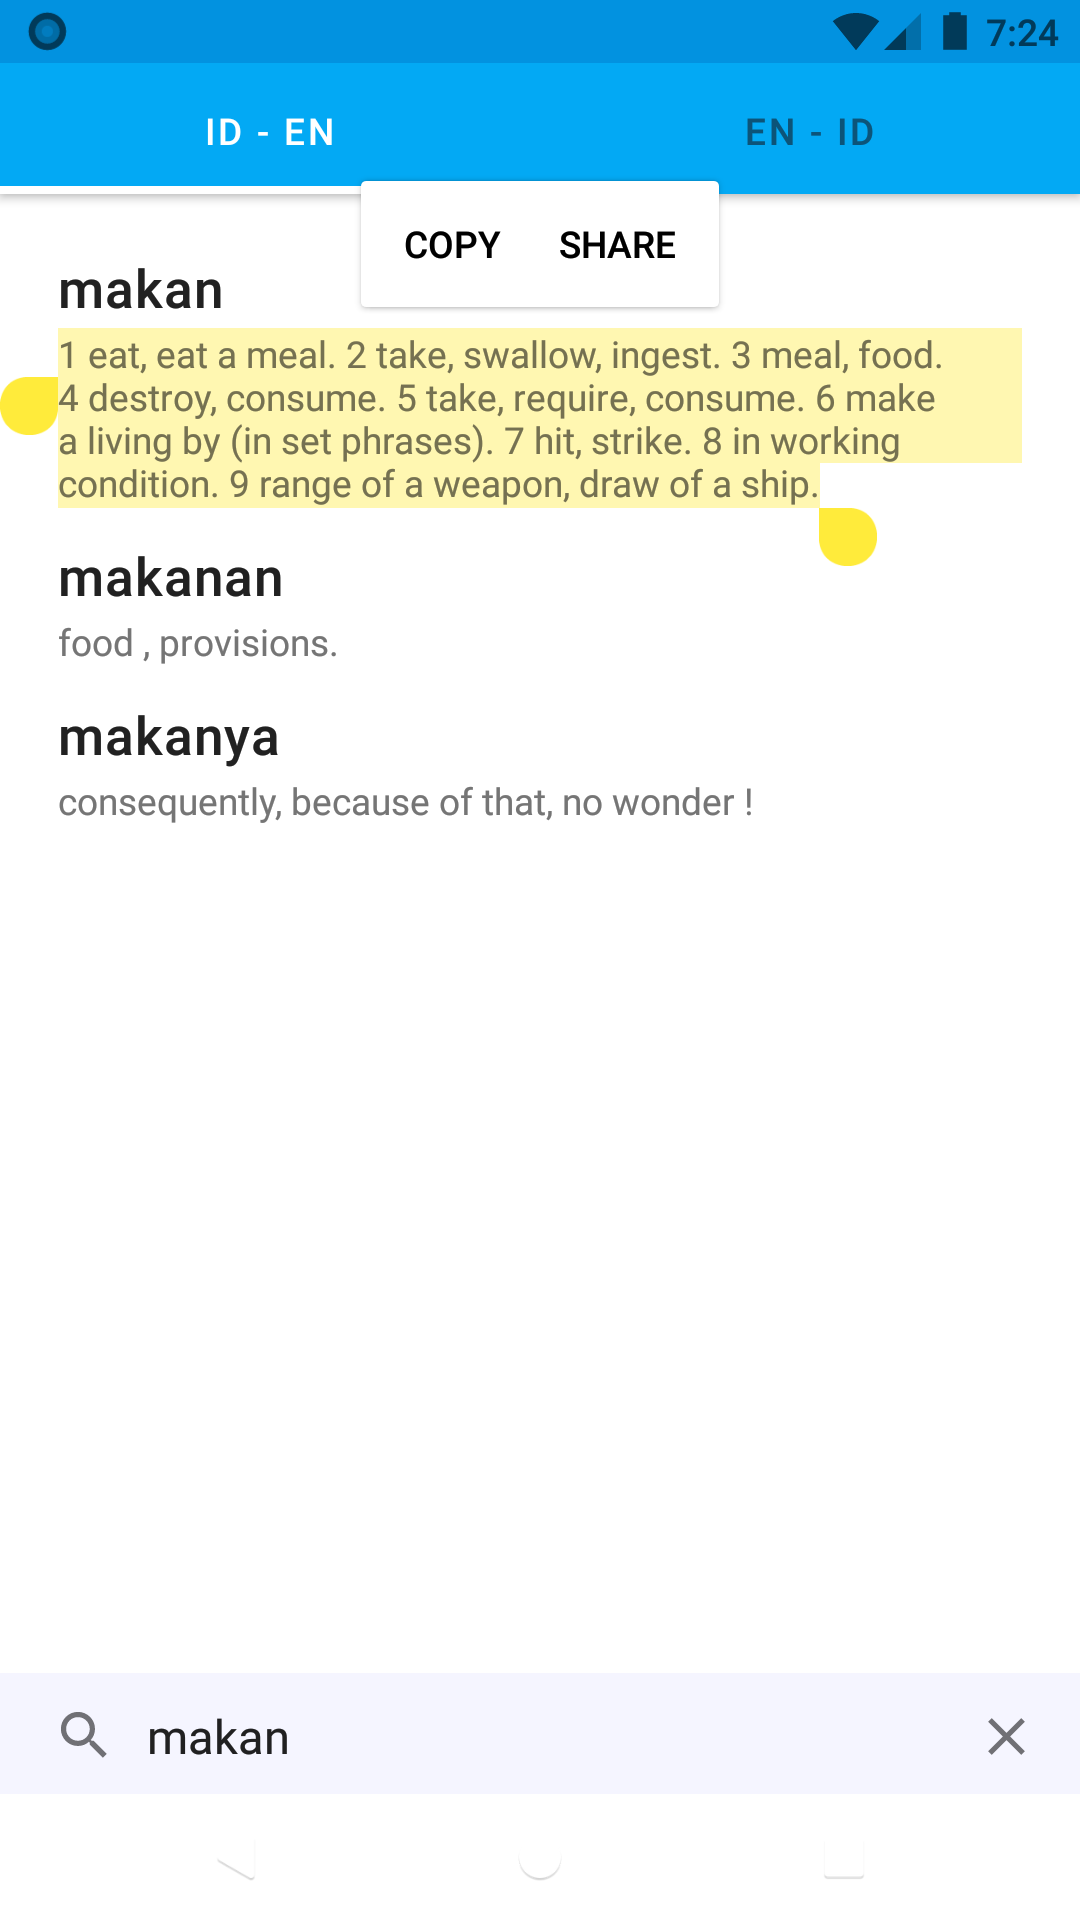 7:24
ID - EN
EN - ID
COPY SHARE
makan
1 eat, eat a meal. 2 take, swallow, ingest. 3 meal, food.
4 destroy, consume. 5 take, require, consume. 6 make
a living by (in set phrases). 7 hit, strike. 8 in working
condition. 9 range of a weapon, draw of a ship.
makanan
food , provisions.
makanya
consequently, because of that, no wonder !
makan